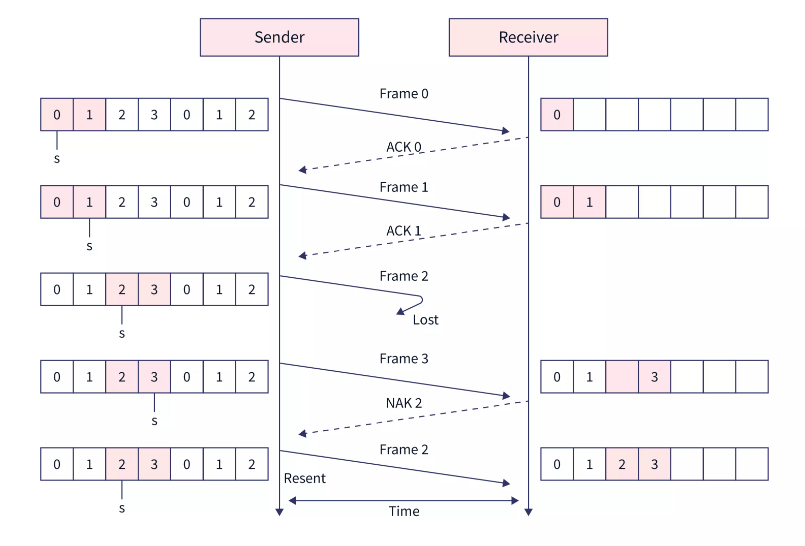 Sender
Receiver
Frame 0
0 1 2 3 0 1 2
0
s
ACK 0
Frame 1
0 1 2 3 0 1 2
0 1
s
ACK 1
Frame 2
0 1 2 3 0 1 2
s
Lost
Frame 3
0 1 2 3 0 1 2
0 1 3
s
NAK 2
Frame 2
0 1 2 3 0 1 2
0 1 2 3
Resent
s
Time